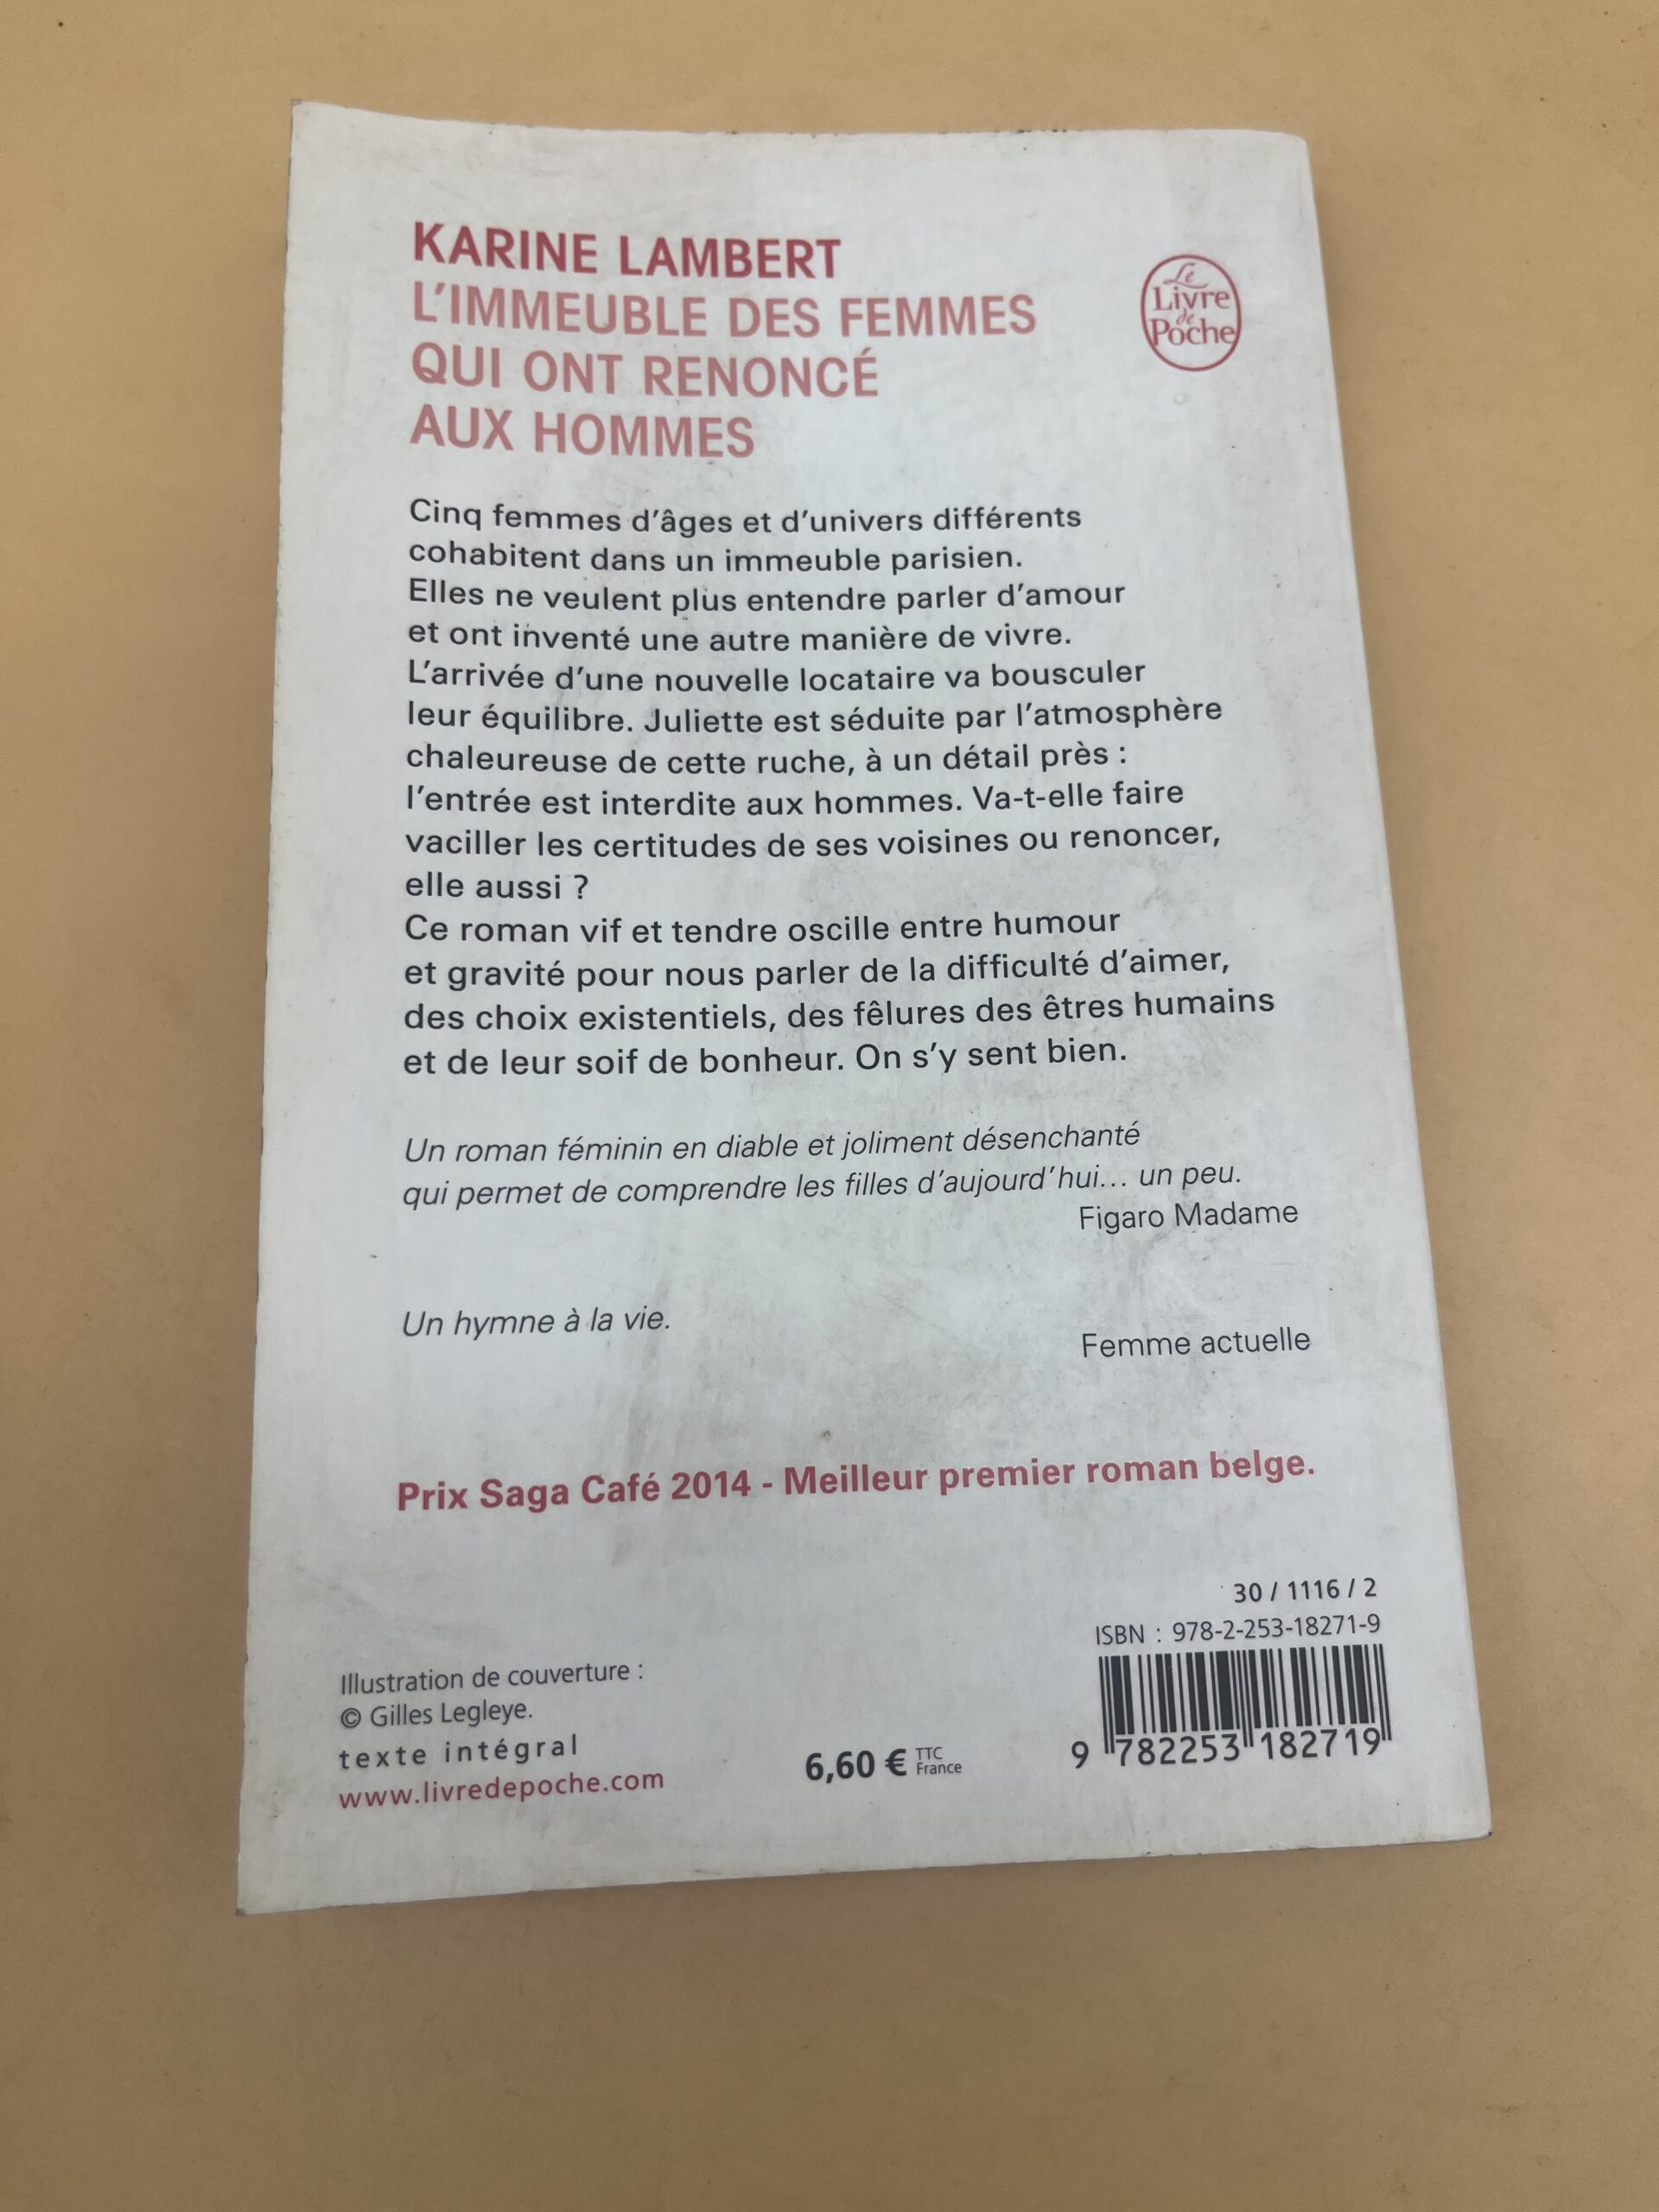 KARINE LAMBERT
L'IMMEUBLE DES FEMMES
QUI ONT RENONCÉ
AUX HOMMES
Le
Livre
de
Poche
Cinq femmes d'âges et d'univers différents
cohabitent dans un immeuble parisien.
Elles ne veulent plus entendre parler d'amour
et ont inventé une autre manière de vivre.
L'arrivée d'une nouvelle locataire va bousculer
leur équilibre. Juliette est séduite par l'atmosphère
chaleureuse de cette ruche, à un détail près :
l'entrée est interdite aux hommes. Va-t-elle faire
vaciller les certitudes de ses voisines ou renoncer,
elle aussi ?
Ce roman vif et tendre oscille entre humour
et gravité pour nous parler de la difficulté d'aimer,
des choix existentiels, des fêlures des êtres humains
et de leur soif de bonheur. On s'y sent bien.
Un roman féminin en diable et joliment désenchanté
qui permet de comprendre les filles d'aujourd'hui... un peu.
Figaro Madame
Un hymne à la vie.
Femme actuelle
Prix Saga Café 2014 - Meilleur premier roman belge.
30 / 1116 / 2
ISBN : 978-2-253-18271-9
9 782253 182719
Illustration de couverture :
© Gilles Legleye.
texte intégral
www.livredepoche.com
6,60 € TTC
France